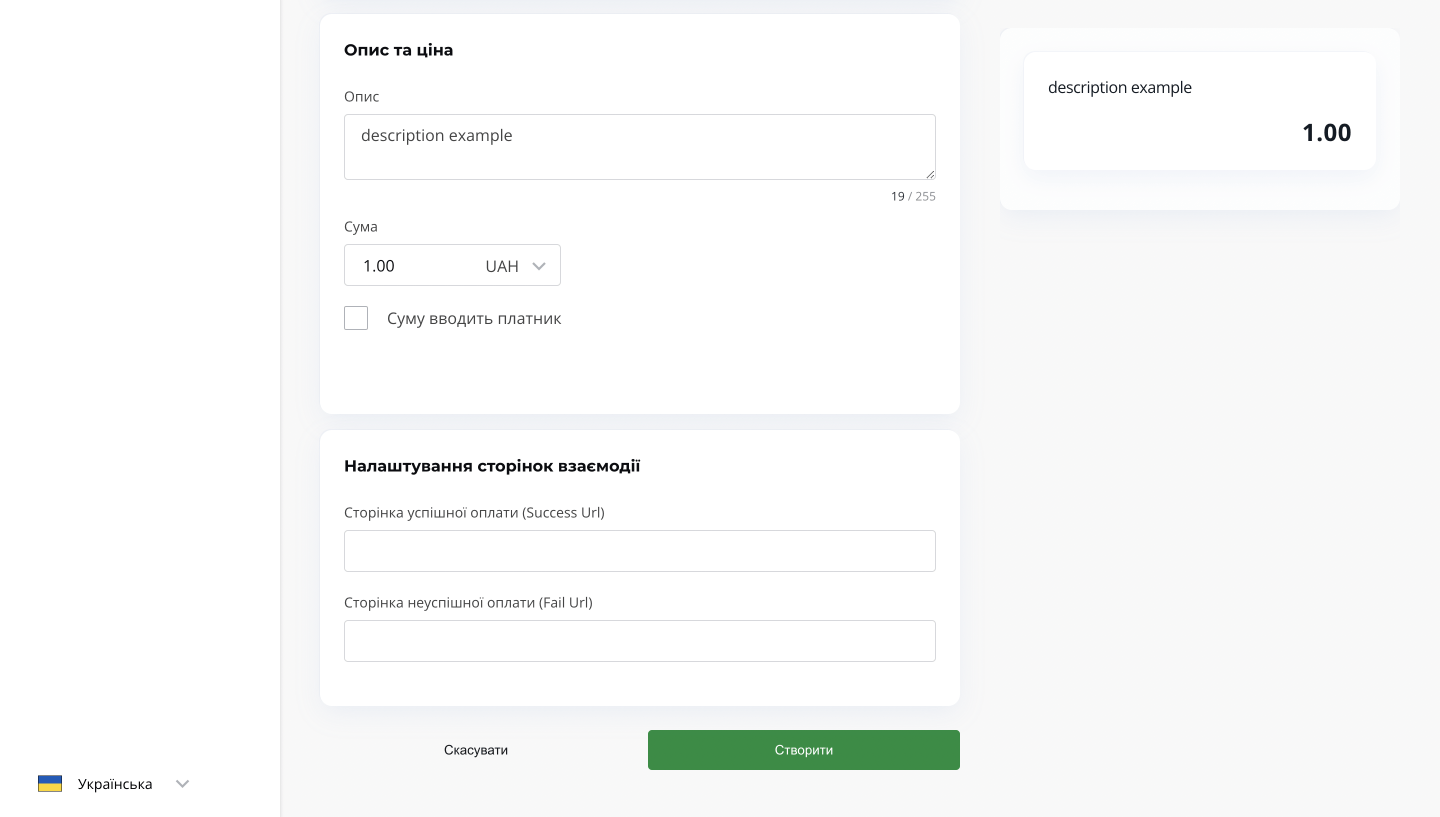 Опис та ціна
Опис
description example
19 / 255
Сума
1.00 UAH
Суму вводить платник
Налаштування сторінок взаємодії
Сторінка успішної оплати (Success Url)
Сторінка неуспішної оплати (Fail Url)
Скасувати
Створити
description example
1.00
Українська